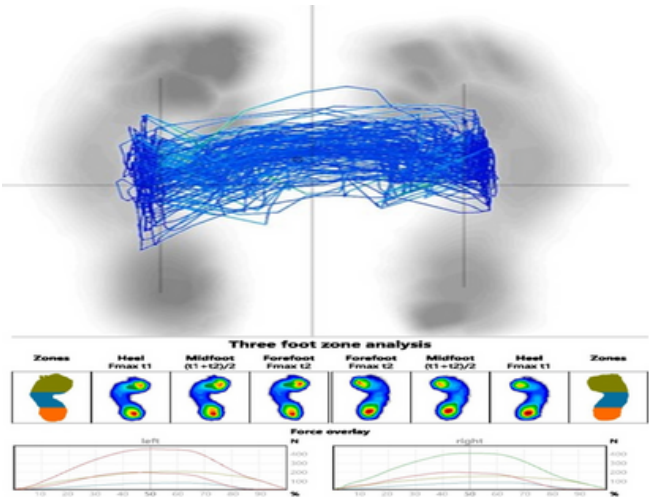 Three foot zone analysis
Zones Heel Midfoot Forefoot Forefoot Midfoot Heel Zones
Fmax t1 (t1+t2)/2 Fmax t2 Fmax t2 (t1+t2)/2 Fmax t1
Force overlay
left N right N
400 400
300 300
200 200
100 100
10 20 30 40 50 60 70 80 90 % 10 20 30 40 50 60 70 80 90 %